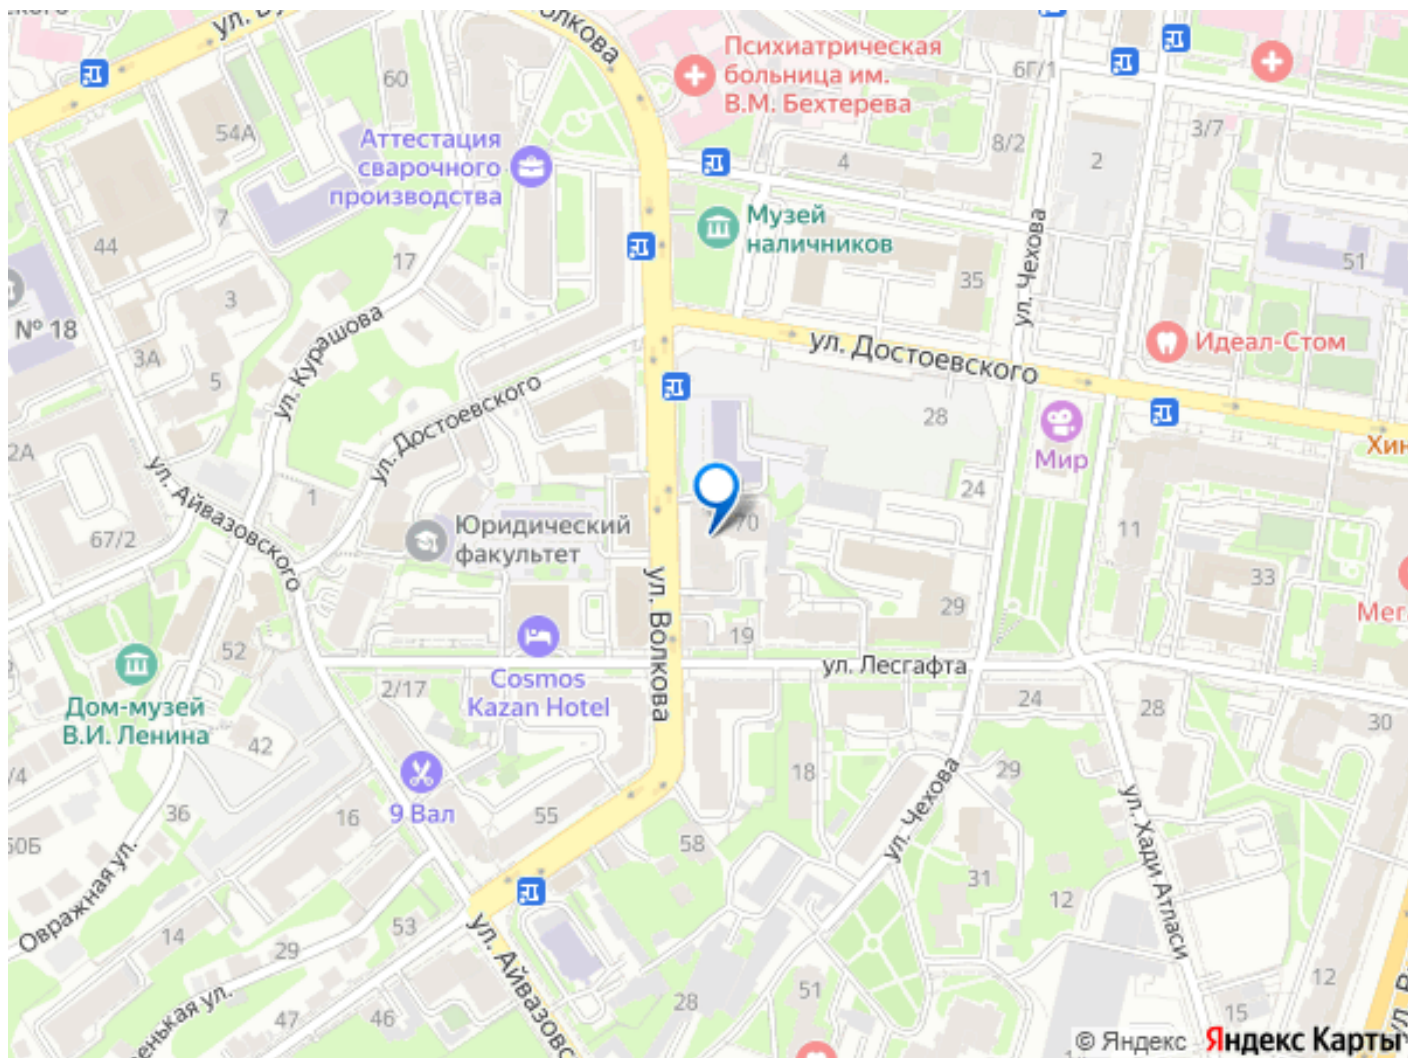 ул. В
Волкова
60
Психиатрическая
больница им.
В.М. Бехтерева
6Г/1
54А
Аттестация
сварочного
производства
4
8/2
2
3/7
7
44
17
Музей
наличников
35
ул. Чехова
51
3
№ 18
ул. Курашова
3А
5
ул. Достоевского
Идеал-Стом
ул. Достоевского
28
Мир
Хин
2А
ул. Айвазовского
1
24
11
67/2
Юридический
факультет
70
33
29
Мег
ул. Волкова
19
52
ул. Лесгафта
Cosmos
Kazan Hotel
2/17
Дом-музей
В.И. Ленина
42
24
28
30
/4
36
18
29
ул. Чехова
9 Вал
16
55
58
50Б
ул. Хади Атласи
Овражная ул.
31
12
14
29
53
ул. Айвазовс
12
енькая ул.
47
46
28
51
15
ул. В
© Яндекс Яндекс Карты